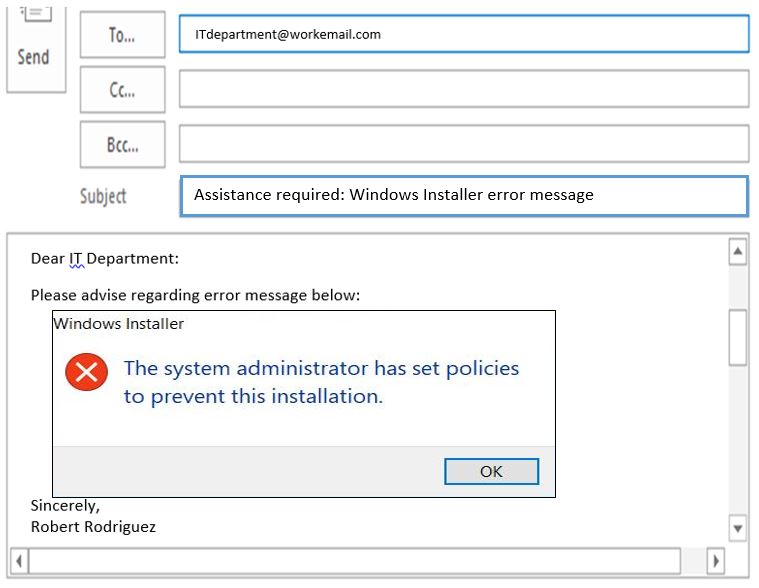 To...
ITdepartment@workemail.com
Send
Cc...
Bcc...
Subject
Assistance required: Windows Installer error message
Dear IT Department:
Please advise regarding error message below:
Windows Installer
The system administrator has set policies
to prevent this installation.
OK
Sincerely,
Robert Rodriguez